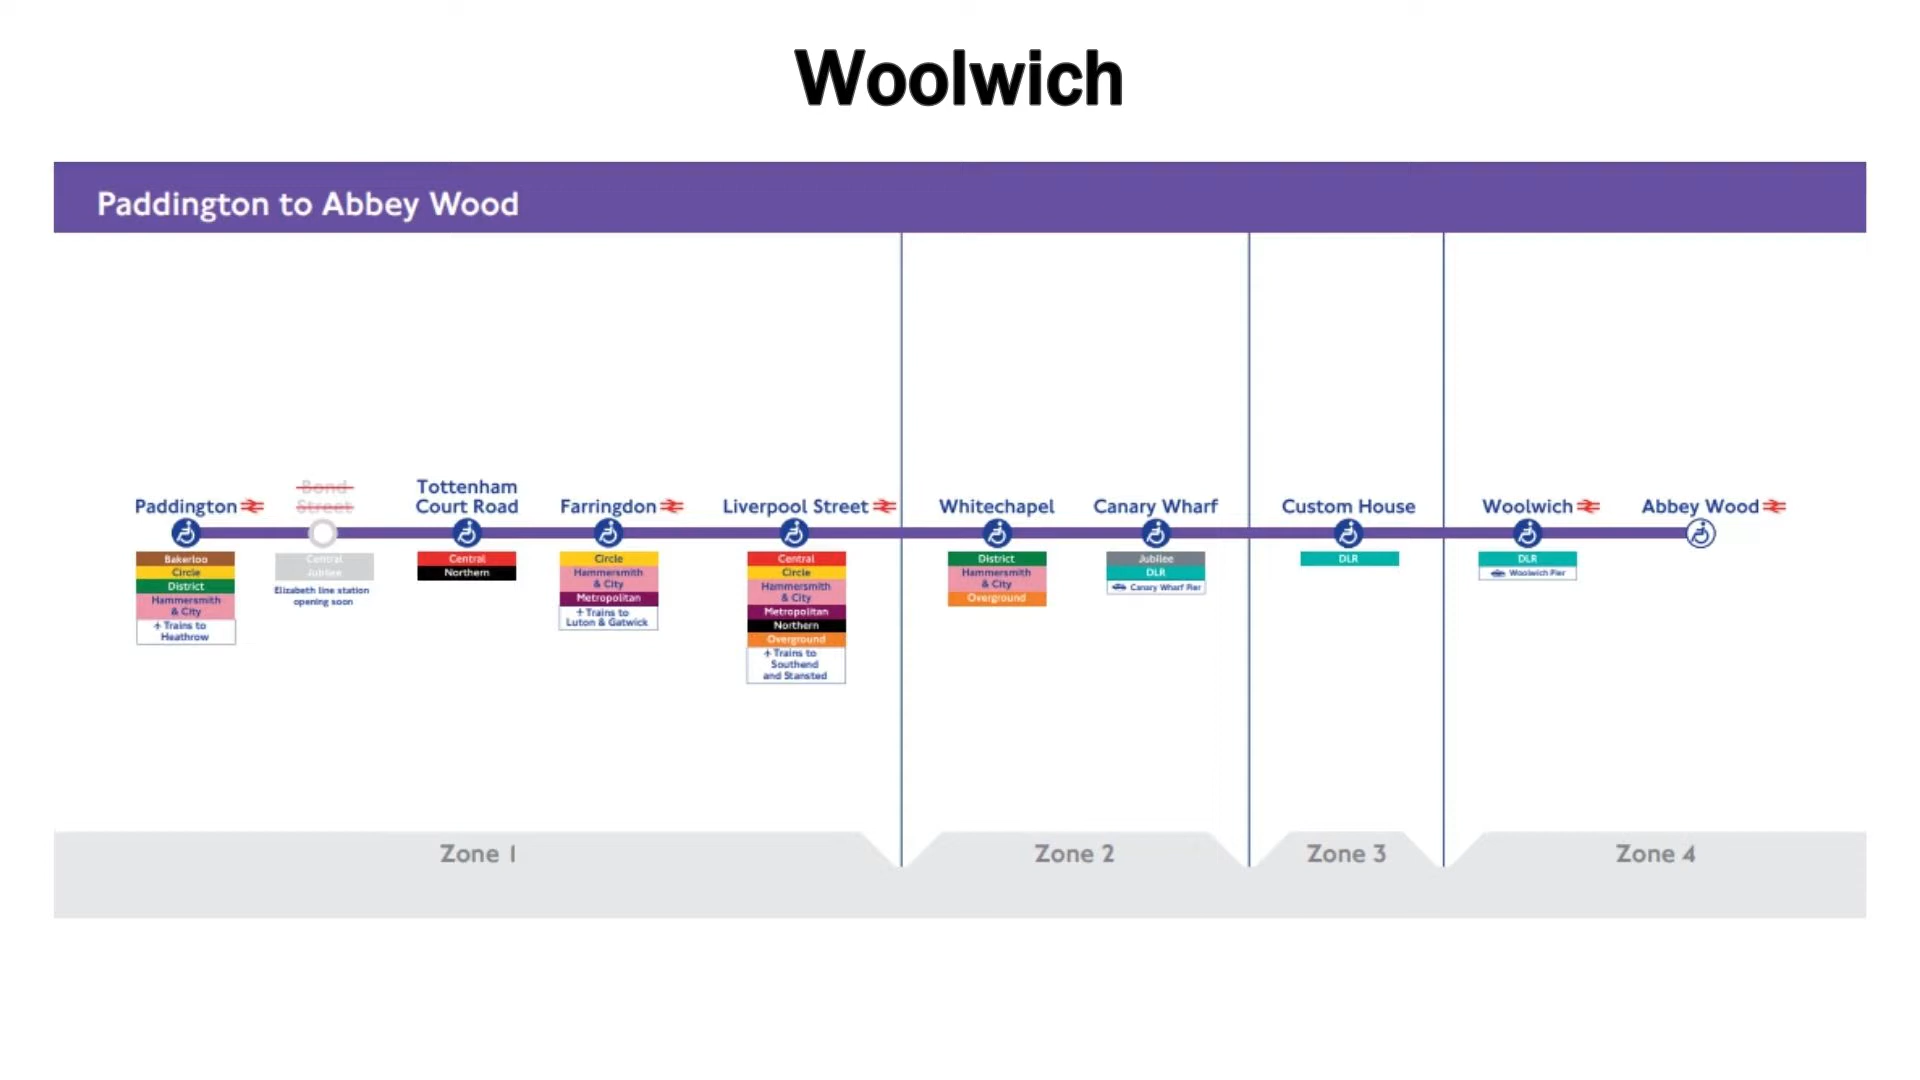 Woolwich
Paddington to Abbey Wood
Paddington
Bakerloo
Circle
District
Hammersmith
& City
Trains to
Heathrow
Bond
Street
Central
Jubilee
Elizabeth line station
opening soon
Tottenham
Court Road
Central
Northern
Farringdon
Circle
Hammersmith
& City
Metropolitan
Trains to
Luton & Gatwick
Liverpool Street
Central
Circle
Hammersmith
& City
Metropolitan
Northern
Overground
Trains to
Southend
and Stansted
Whitechapel
District
Hammersmith
& City
Overground
Canary Wharf
Jubilee
DLR
Canary Wharf Pier
Custom House
DLR
Woolwich
DLR
Woolwich Pier
Abbey Wood
Zone 1
Zone 2
Zone 3
Zone 4